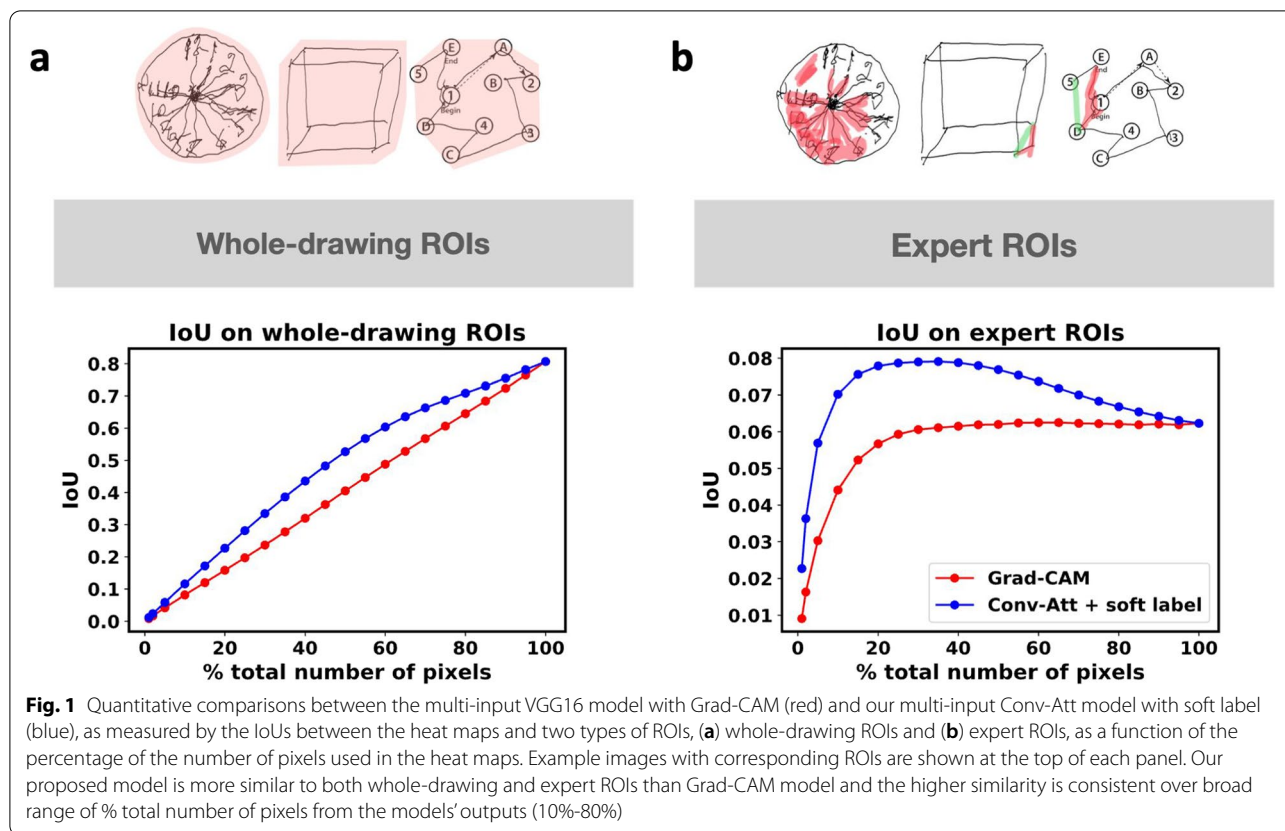 a
b
E
A
End
5
1
B
2
Begin
D
4
3
C
E
A
End
5
1
B
2
Begin
D
4
3
C
Whole-drawing ROIs
Expert ROIs
IoU on whole-drawing ROIs
IoU
0.8
0.7
0.6
0.5
0.4
0.3
0.2
0.1
0.0
0 20 40 60 80 100
% total number of pixels
IoU on expert ROIs
IoU
0.08
0.07
0.06
0.05
0.04
0.03
0.02
0.01
Grad-CAM
Conv-Att + soft label
0 20 40 60 80 100
% total number of pixels
Fig. 1 Quantitative comparisons between the multi-input VGG16 model with Grad-CAM (red) and our multi-input Conv-Att model with soft label
(blue), as measured by the IoUs between the heat maps and two types of ROIs, (a) whole-drawing ROIs and (b) expert ROIs, as a function of the
percentage of the number of pixels used in the heat maps. Example images with corresponding ROIs are shown at the top of each panel. Our
proposed model is more similar to both whole-drawing and expert ROIs than Grad-CAM model and the higher similarity is consistent over broad
range of % total number of pixels from the models' outputs (10%-80%)